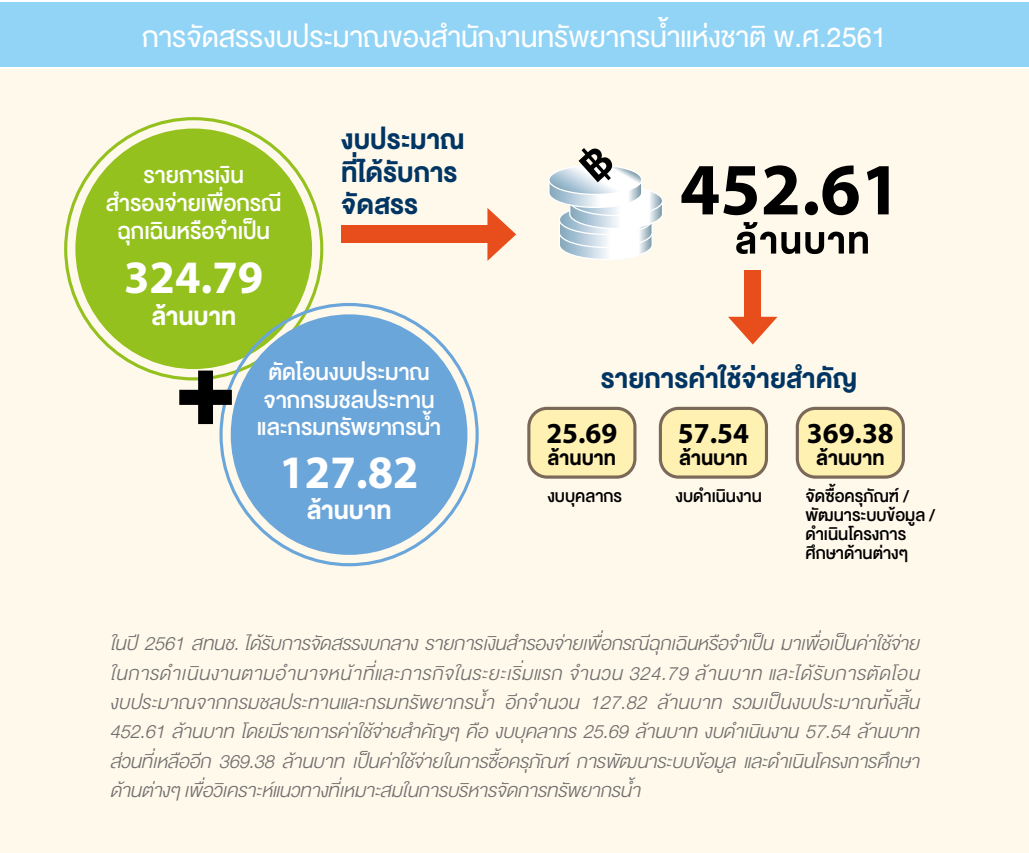 การจัดสรรงบประมาณของสำนักงานทรัพยากรน้ำแห่งชาติ พ.ศ.2561
รายการเงิน
สำรองจ่ายเพื่อกรณี
ฉุกเฉินหรือจำเป็น
324.79
ล้านบาท
ตัดโอนงบประมาณ
จากกรมชลประทาน
และกรมทรัพยากรน้ำ
127.82
ล้านบาท
งบประมาณ
ที่ได้รับการ
จัดสรร
฿
452.61
ล้านบาท
รายการค่าใช้จ่ายสำคัญ
25.69
ล้านบาท
งบบุคลากร
57.54
ล้านบาท
งบดำเนินงาน
369.38
ล้านบาท
จัดซื้อครุภัณฑ์ /
พัฒนาระบบข้อมูล /
ดำเนินโครงการ
ศึกษาด้านต่างๆ
ในปี 2561 สทนช. ได้รับการจัดสรรงบกลาง รายการเงินสำรองจ่ายเพื่อกรณีฉุกเฉินหรือจำเป็น มาเพื่อเป็นค่าใช้จ่าย
ในการดำเนินงานตามอำนาจหน้าที่และภารกิจในระยะเริ่มแรก จำนวน 324.79 ล้านบาท และได้รับการตัดโอน
งบประมาณจากกรมชลประทานและกรมทรัพยากรน้ำ อีกจำนวน 127.82 ล้านบาท รวมเป็นงบประมาณทั้งสิ้น
452.61 ล้านบาท โดยมีรายการค่าใช้จ่ายสำคัญๆ คือ งบบุคลากร 25.69 ล้านบาท งบดำเนินงาน 57.54 ล้านบาท
ส่วนที่เหลืออีก 369.38 ล้านบาท เป็นค่าใช้จ่ายในการซื้อครุภัณฑ์ การพัฒนาระบบข้อมูล และดำเนินโครงการศึกษา
ด้านต่างๆ เพื่อวิเคราะห์แนวทางที่เหมาะสมในการบริหารจัดการทรัพยากรน้ำ